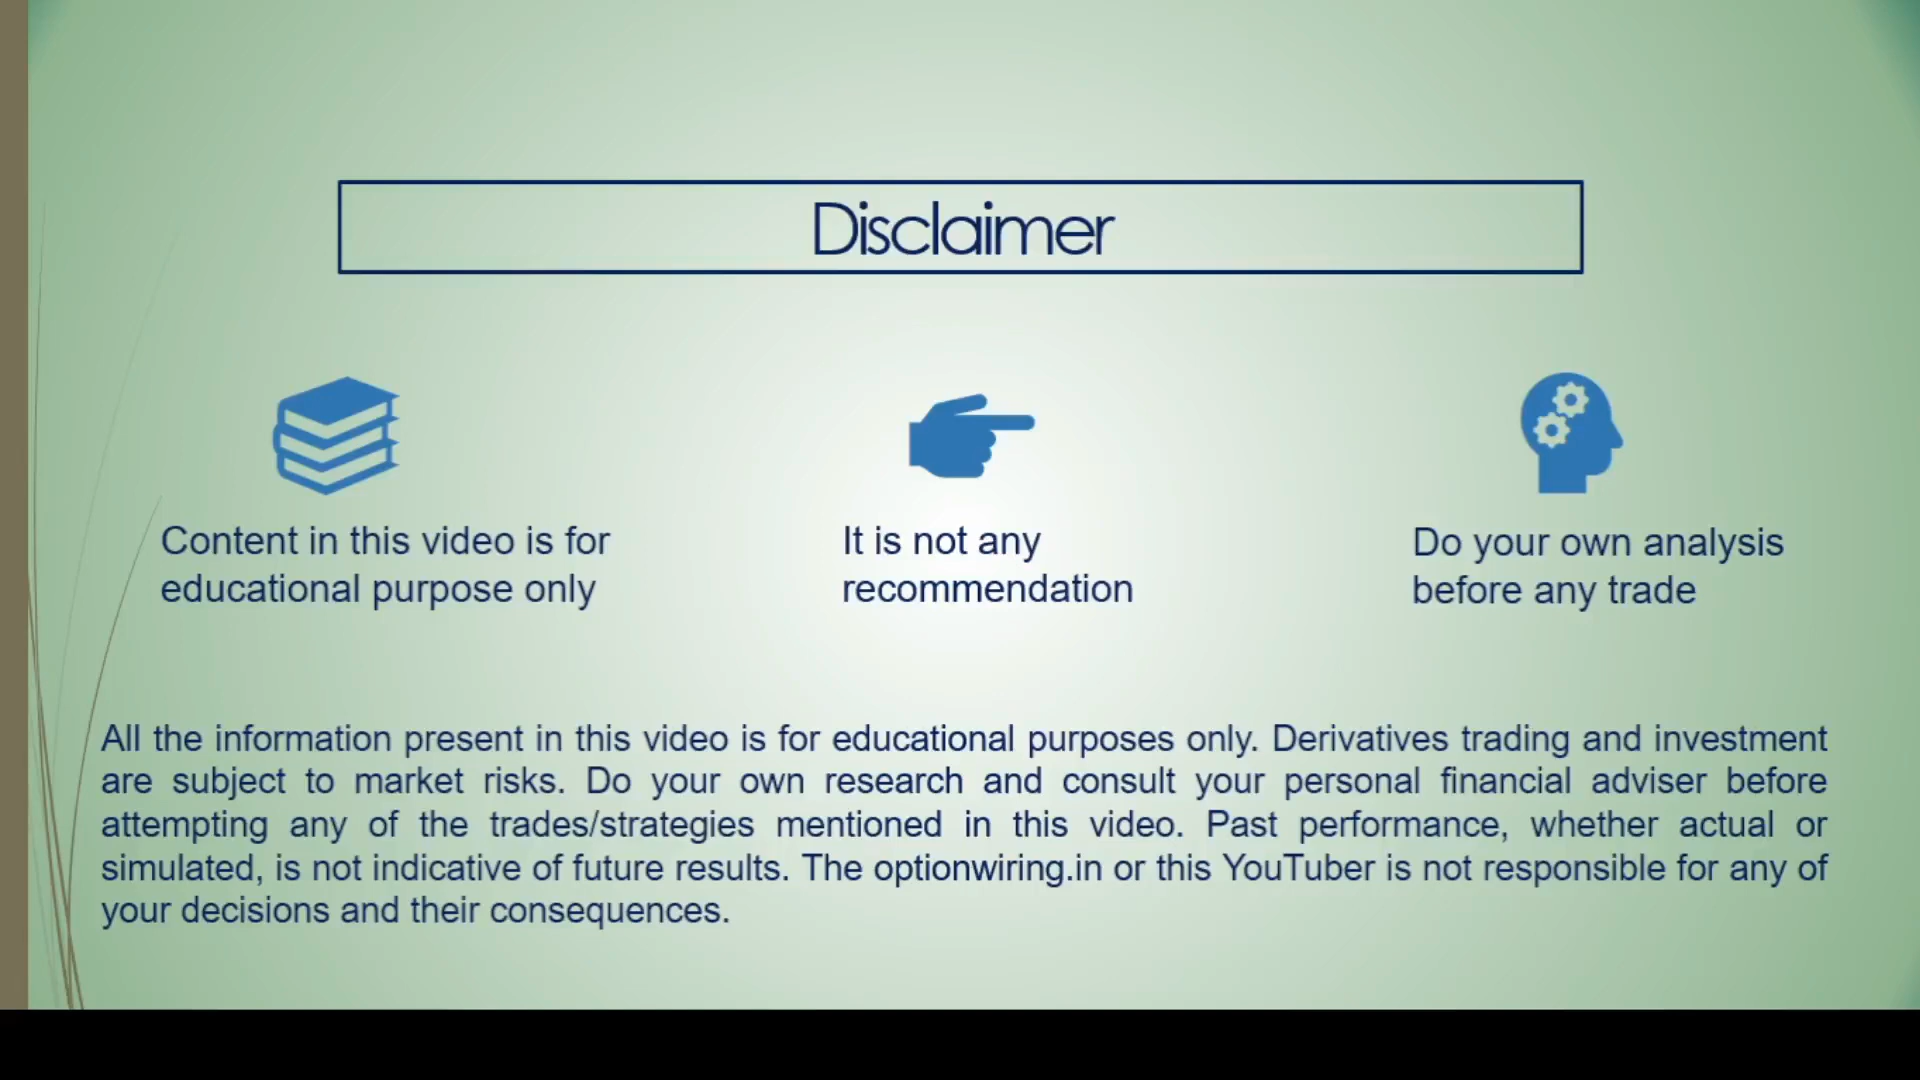 Disclaimer
Content in this video is for
educational purpose only
It is not any
recommendation
Do your own analysis
before any trade
All the information present in this video is for educational purposes only. Derivatives trading and investment
are subject to market risks. Do your own research and consult your personal financial adviser before
attempting any of the trades/strategies mentioned in this video. Past performance, whether actual or
simulated, is not indicative of future results. The optionwiring.in or this YouTuber is not responsible for any of
your decisions and their consequences.